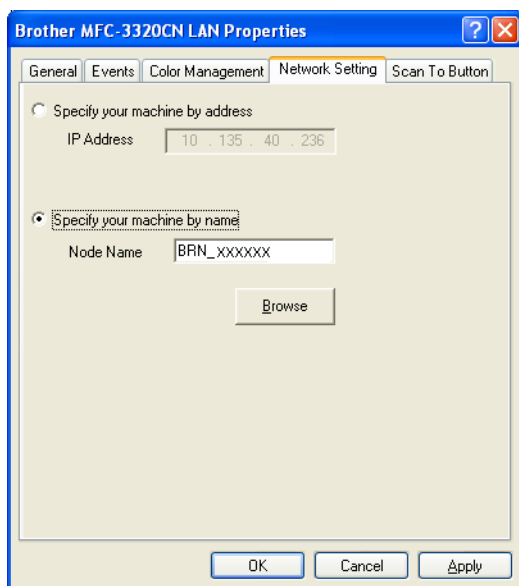 Brother MFC-3320CN LAN Properties
General Events Color Management Network Setting Scan To Button
Specify your machine by address
IP Address 10 . 135 . 40 . 236
Specify your machine by name
Node Name BRN_xxxxxx
Browse
OK Cancel Apply